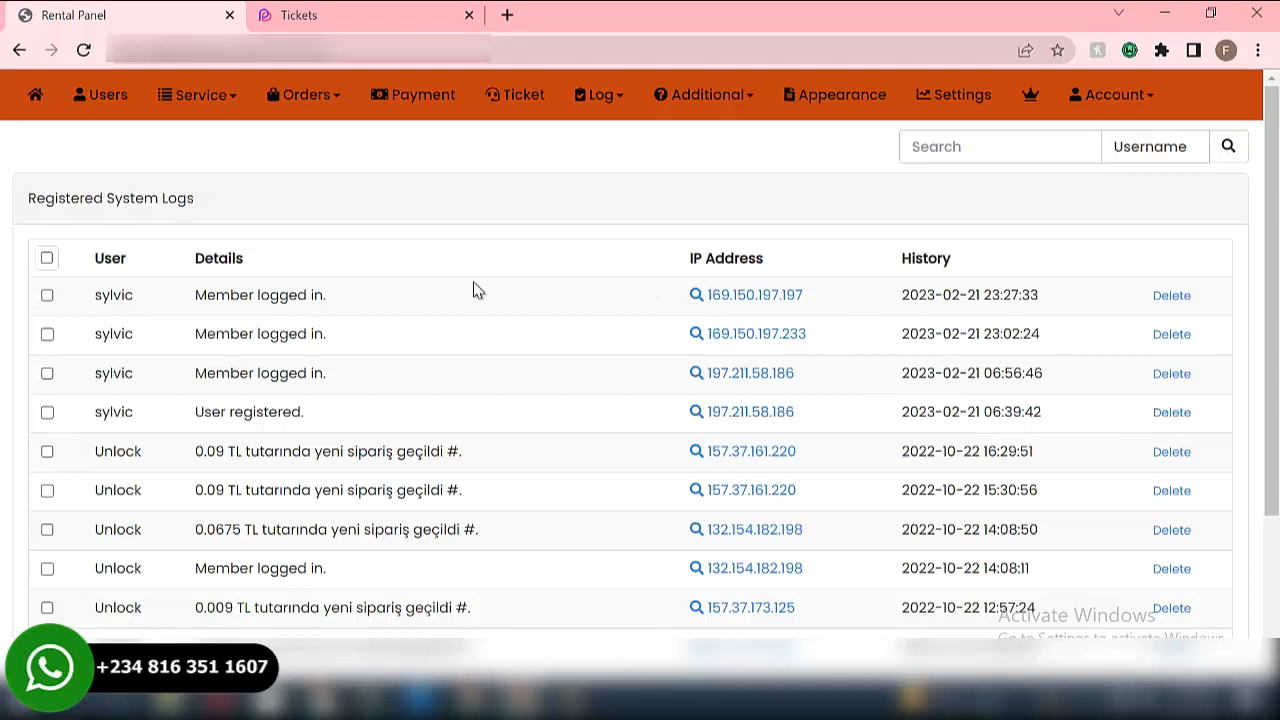 Rental Panel
Tickets
F
Users Service Orders Payment Ticket Log Additional Appearance Settings Account
Search Username
Registered System Logs
User Details IP Address History
sylvic Member logged in. 169.150.197.197 2023-02-21 23:27:33 Delete
sylvic Member logged in. 169.150.197.233 2023-02-21 23:02:24 Delete
sylvic Member logged in. 197.211.58.186 2023-02-21 06:56:46 Delete
sylvic User registered. 197.211.58.186 2023-02-21 06:39:42 Delete
Unlock 0.09 TL tutarında yeni sipariş geçildi #. 157.37.161.220 2022-10-22 16:29:51 Delete
Unlock 0.09 TL tutarında yeni sipariş geçildi #. 157.37.161.220 2022-10-22 15:30:56 Delete
Unlock 0.0675 TL tutarında yeni sipariş geçildi #. 132.154.182.198 2022-10-22 14:08:50 Delete
Unlock Member logged in. 132.154.182.198 2022-10-22 14:08:11 Delete
Unlock 0.009 TL tutarında yeni sipariş geçildi #. 157.37.173.125 2022-10-22 12:57:24 Delete
Activate Windows
Go to Settings to activate Windows.
+234 816 351 1607